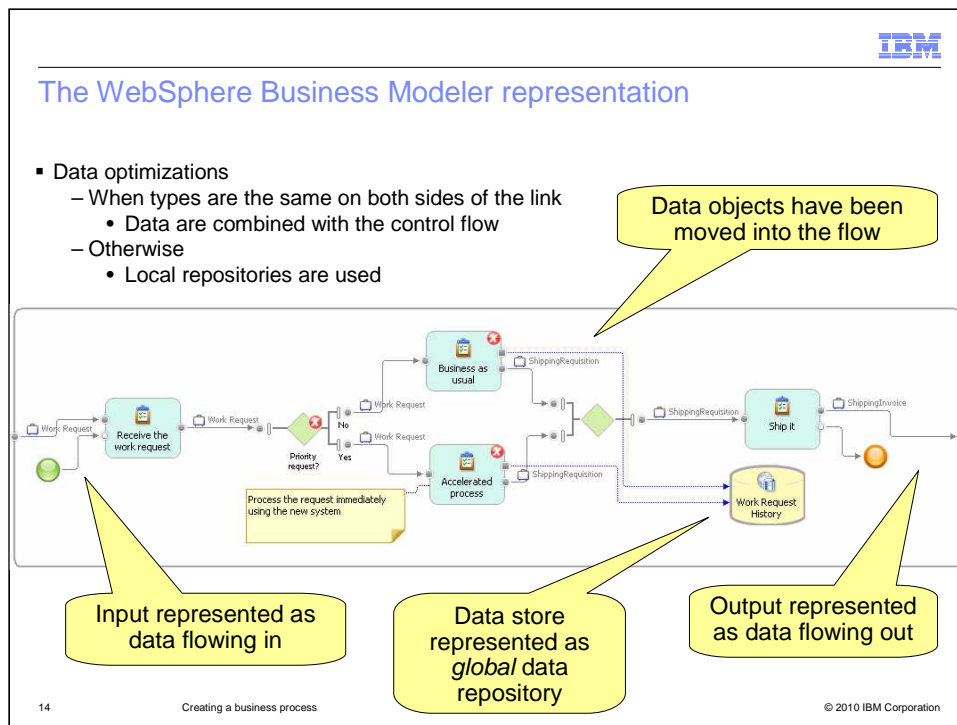 IBM
The WebSphere Business Modeler representation
▪ Data optimizations
– When types are the same on both sides of the link
• Data are combined with the control flow
– Otherwise
• Local repositories are used
Data objects have been
moved into the flow
Business as
usual
ShippingRequisition
Work Request
Receive the
work request
Work Request
Priority
request?
No
Yes
Work Request
Work Request
Accelerated
process
ShippingRequisition
Process the request immediately
using the new system
ShippingRequisition
Ship it
ShippingInvoice
Work Request
History
Input represented as
data flowing in
Data store
represented as
global data
repository
Output represented
as data flowing out
14
Creating a business process
© 2010 IBM Corporation